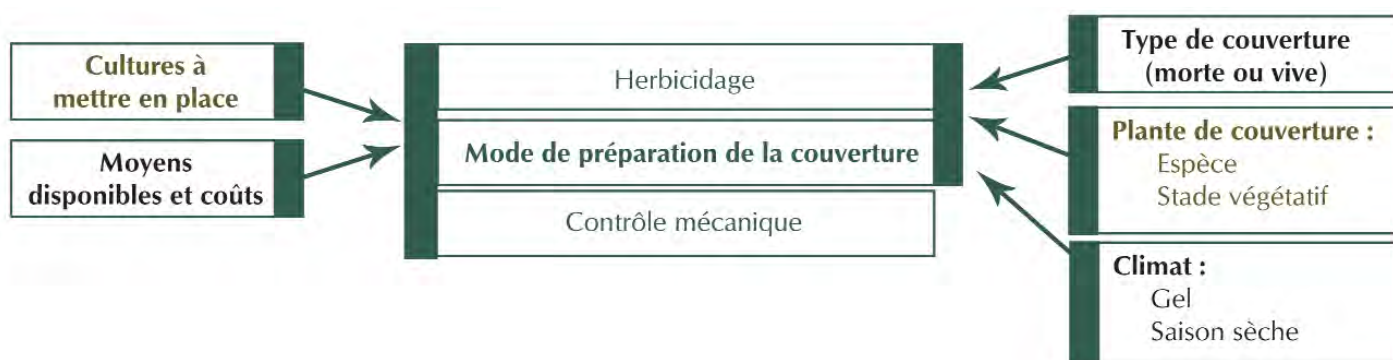 Cultures à
mettre en place
Moyens
disponibles et coûts
Herbicidage
Mode de préparation de la couverture
Contrôle mécanique
Type de couverture
(morte ou vive)
Plante de couverture :
Espèce
Stade végétatif
Climat :
Gel
Saison sèche